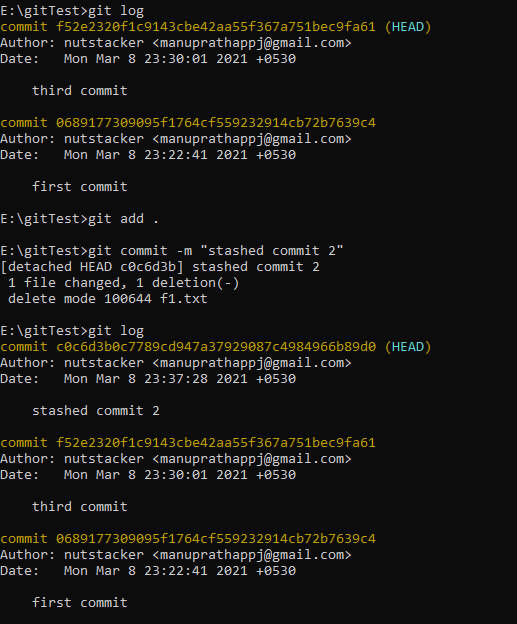 E:\gitTest>git log
commit f52e2320f1c9143cbe42aa55f367a751bec9fa61 (HEAD)
Author: nutstacker <manuprathappj@gmail.com>
Date:   Mon Mar 8 23:30:01 2021 +0530
    third commit
commit 0689177309095f1764cf559232914cb72b7639c4
Author: nutstacker <manuprathappj@gmail.com>
Date:   Mon Mar 8 23:22:41 2021 +0530
    first commit
E:\gitTest>git add .
E:\gitTest>git commit -m "stashed commit 2"
[detached HEAD c0c6d3b] stashed commit 2
 1 file changed, 1 deletion(-)
 delete mode 100644 f1.txt
E:\gitTest>git log
commit c0c6d3b0c7789cd947a37929087c4984966b89d0 (HEAD)
Author: nutstacker <manuprathappj@gmail.com>
Date:   Mon Mar 8 23:37:28 2021 +0530
    stashed commit 2
commit f52e2320f1c9143cbe42aa55f367a751bec9fa61
Author: nutstacker <manuprathappj@gmail.com>
Date:   Mon Mar 8 23:30:01 2021 +0530
    third commit
commit 0689177309095f1764cf559232914cb72b7639c4
Author: nutstacker <manuprathappj@gmail.com>
Date:   Mon Mar 8 23:22:41 2021 +0530
    first commit